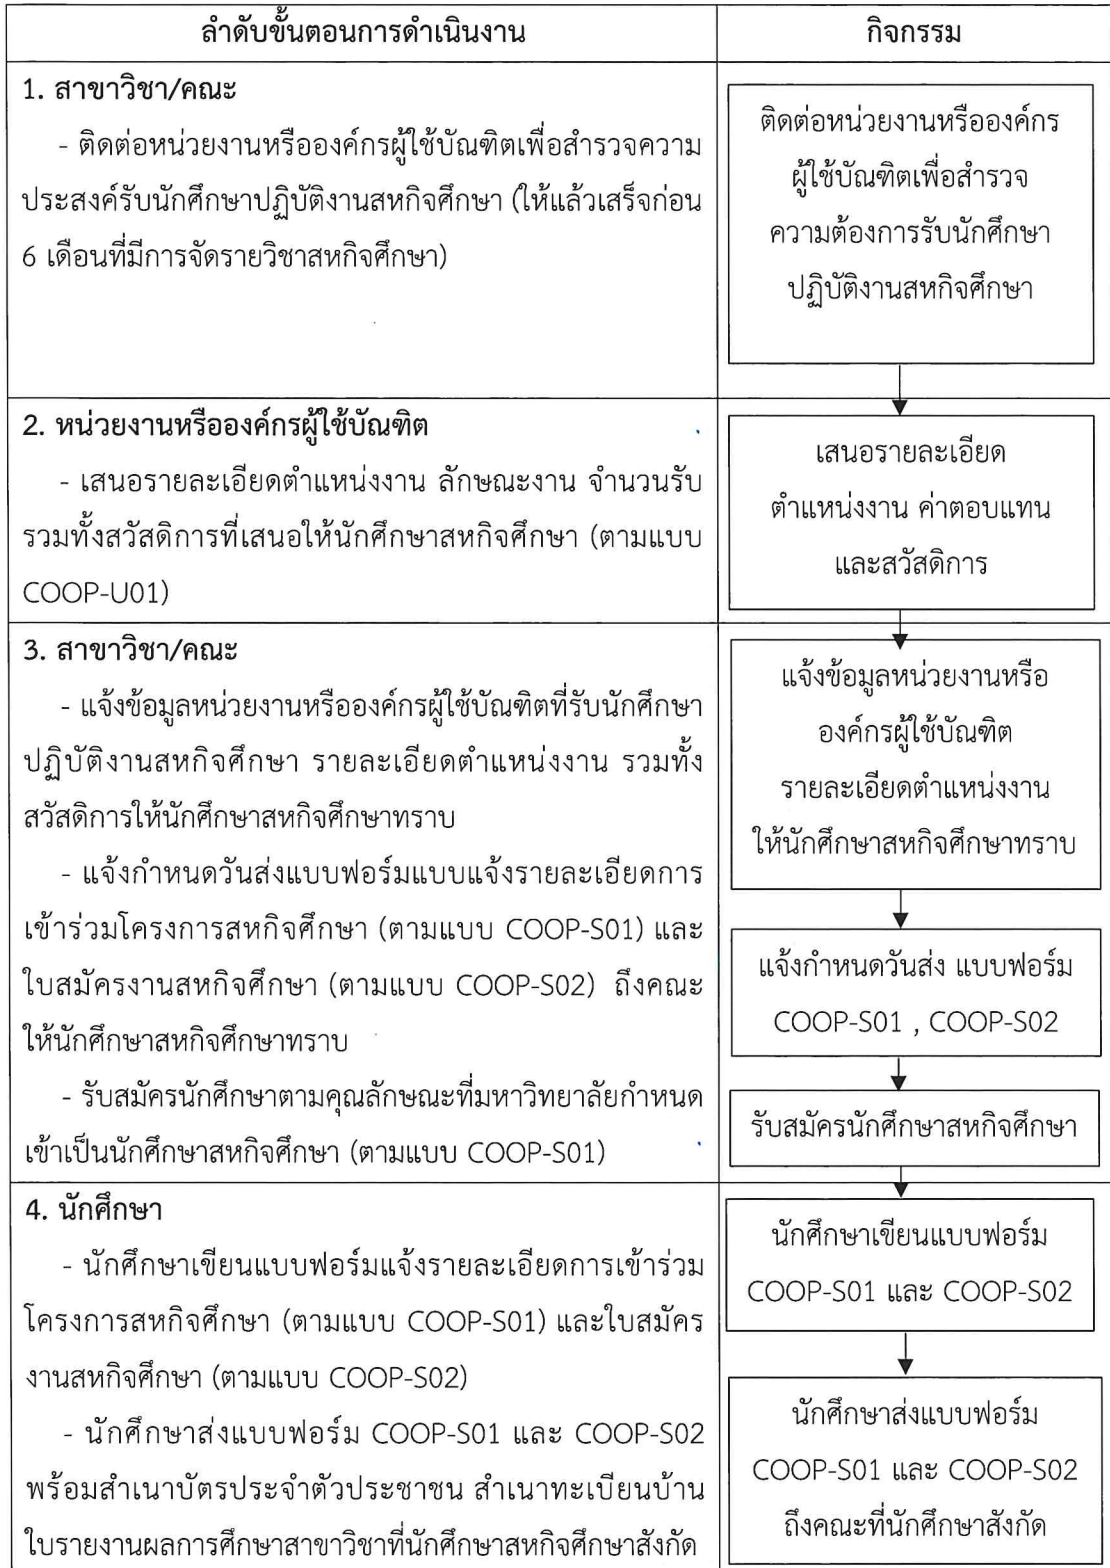 ลำดับขั้นตอนการดำเนินงาน
กิจกรรม
1. สาขาวิชา/คณะ
- ติดต่อหน่วยงานหรือองค์กรผู้ใช้บัณฑิตเพื่อสำรวจความ
ประสงค์รับนักศึกษาปฏิบัติงานสหกิจศึกษา (ให้แล้วเสร็จก่อน
6 เดือนที่มีการจัดรายวิชาสหกิจศึกษา)
ติดต่อหน่วยงานหรือองค์กร
ผู้ใช้บัณฑิตเพื่อสำรวจ
ความต้องการรับนักศึกษา
ปฏิบัติงานสหกิจศึกษา
2. หน่วยงานหรือองค์กรผู้ใช้บัณฑิต
- เสนอรายละเอียดตำแหน่งงาน ลักษณะงาน จำนวนรับ
รวมทั้งสวัสดิการที่เสนอให้นักศึกษาสหกิจศึกษา (ตามแบบ
COOP-U01)
เสนอรายละเอียด
ตำแหน่งงาน ค่าตอบแทน
และสวัสดิการ
3. สาขาวิชา/คณะ
- แจ้งข้อมูลหน่วยงานหรือองค์กรผู้ใช้บัณฑิตที่รับนักศึกษา
ปฏิบัติงานสหกิจศึกษา รายละเอียดตำแหน่งงาน รวมทั้ง
สวัสดิการให้นักศึกษาสหกิจศึกษาทราบ
- แจ้งกำหนดวันส่งแบบฟอร์มแบบแจ้งรายละเอียดการ
เข้าร่วมโครงการสหกิจศึกษา (ตามแบบ COOP-S01) และ
ใบสมัครงานสหกิจศึกษา (ตามแบบ COOP-S02) ถึงคณะ
ให้นักศึกษาสหกิจศึกษาทราบ
- รับสมัครนักศึกษาตามคุณลักษณะที่มหาวิทยาลัยกำหนด
เข้าเป็นนักศึกษาสหกิจศึกษา (ตามแบบ COOP-S01)
แจ้งข้อมูลหน่วยงานหรือ
องค์กรผู้ใช้บัณฑิต
รายละเอียดตำแหน่งงาน
ให้นักศึกษาสหกิจศึกษาทราบ
แจ้งกำหนดวันส่ง แบบฟอร์ม
COOP-S01 , COOP-S02
รับสมัครนักศึกษาสหกิจศึกษา
4. นักศึกษา
- นักศึกษาเขียนแบบฟอร์มแจ้งรายละเอียดการเข้าร่วม
โครงการสหกิจศึกษา (ตามแบบ COOP-S01) และใบสมัคร
งานสหกิจศึกษา (ตามแบบ COOP-S02)
- นักศึกษาส่งแบบฟอร์ม COOP-S01 และ COOP-S02
พร้อมสำเนาบัตรประจำตัวประชาชน สำเนาทะเบียนบ้าน
ใบรายงานผลการศึกษาสาขาวิชาที่นักศึกษาสหกิจศึกษาสังกัด
นักศึกษาเขียนแบบฟอร์ม
COOP-S01 และ COOP-S02
นักศึกษาส่งแบบฟอร์ม
COOP-S01 และ COOP-S02
ถึงคณะที่นักศึกษาสังกัด